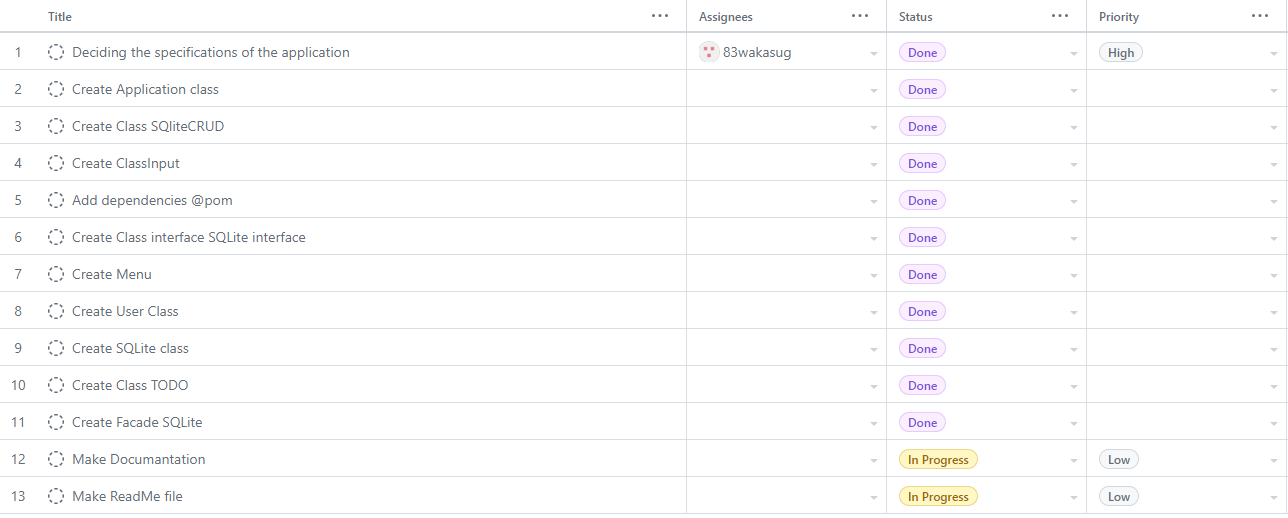 Title Assignees Status Priority
1 Deciding the specifications of the application 83wakasug Done High
2 Create Application class Done
3 Create Class SQliteCRUD Done
4 Create ClassInput Done
5 Add dependencies @pom Done
6 Create Class interface SQLite interface Done
7 Create Menu Done
8 Create User Class Done
9 Create SQLite class Done
10 Create Class TODO Done
11 Create Facade SQLite Done
12 Make Documantation In Progress Low
13 Make ReadMe file In Progress Low